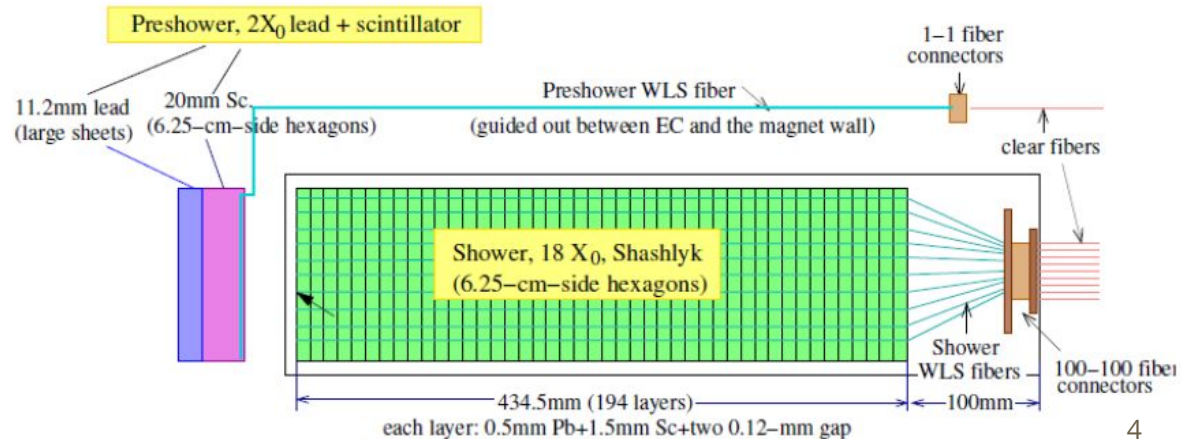 Preshower, 2X0 lead + scintillator
1−1 fiber
connectors
11.2mm lead
(large sheets)
20mm Sc.
(6.25−cm−side hexagons)
Preshower WLS fiber
(guided out between EC and the magnet wall)
clear fibers
Shower, 18 X0, Shashlyk
(6.25−cm−side hexagons)
Shower
WLS fibers
100−100 fiber
connectors
434.5mm (194 layers)
100mm
each layer: 0.5mm Pb+1.5mm Sc+two 0.12−mm gap
4